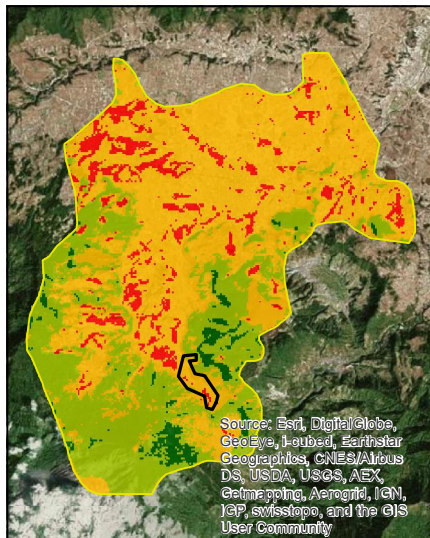 Source: Esri, DigitalGlobe,
GeoEye, i-cubed, Earthstar
Geographics, CNES/Airbus
DS, USDA, USGS, AEX,
Getmapping, Aerogrid, IGN,
IGP, swisstopo, and the GIS
User Community